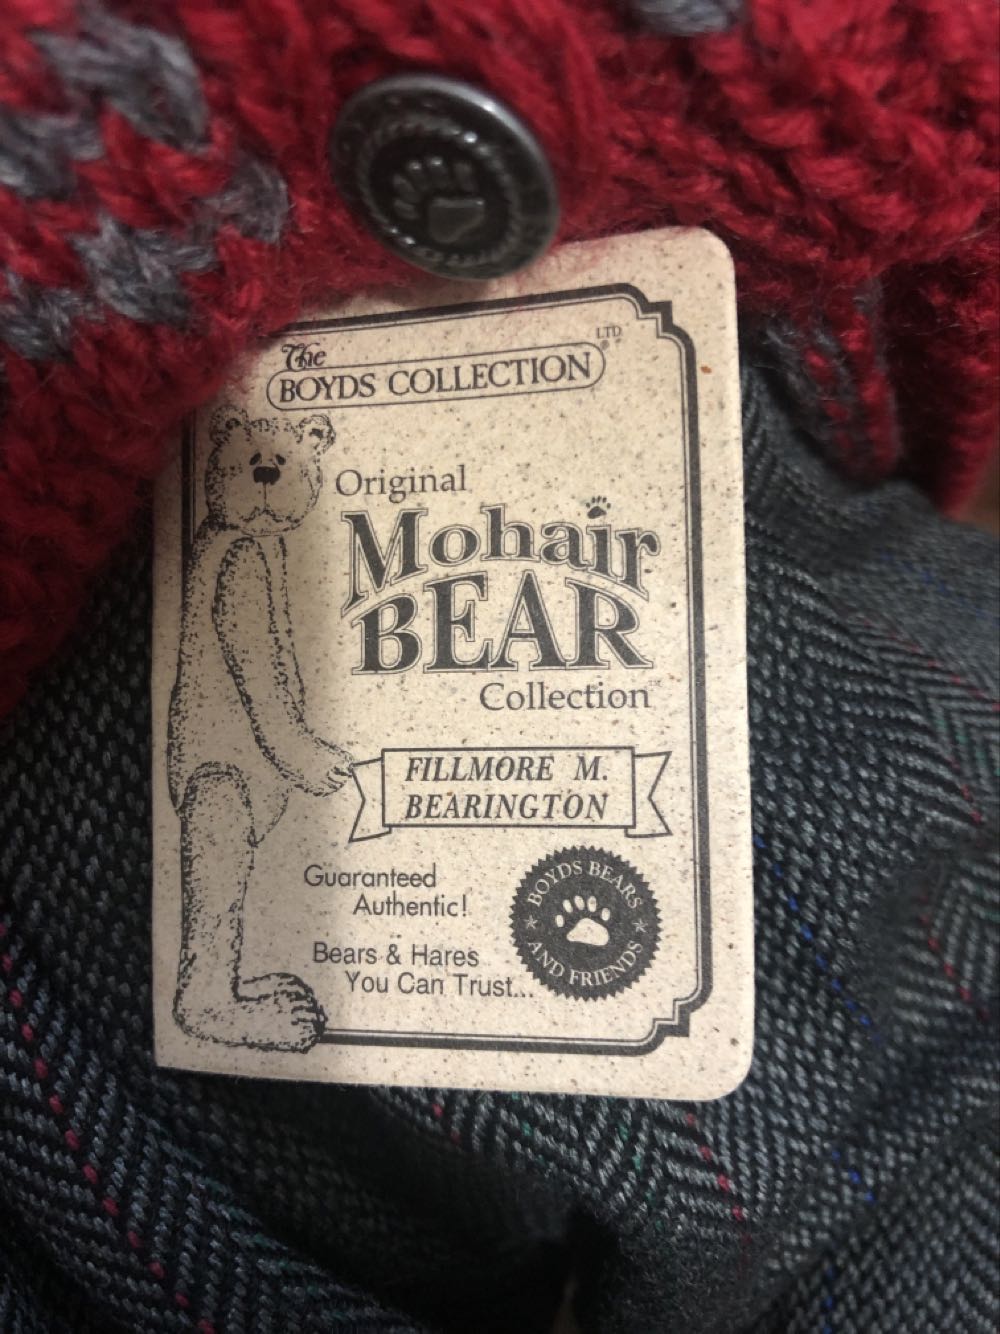 The
BOYDS COLLECTION LTD ®
Original
Mohair
BEAR
Collection™
FILLMORE M.
BEARINGTON
Guaranteed
Authentic!
Bears & Hares
You Can Trust...
BOYDS BEARS
AND FRIENDS